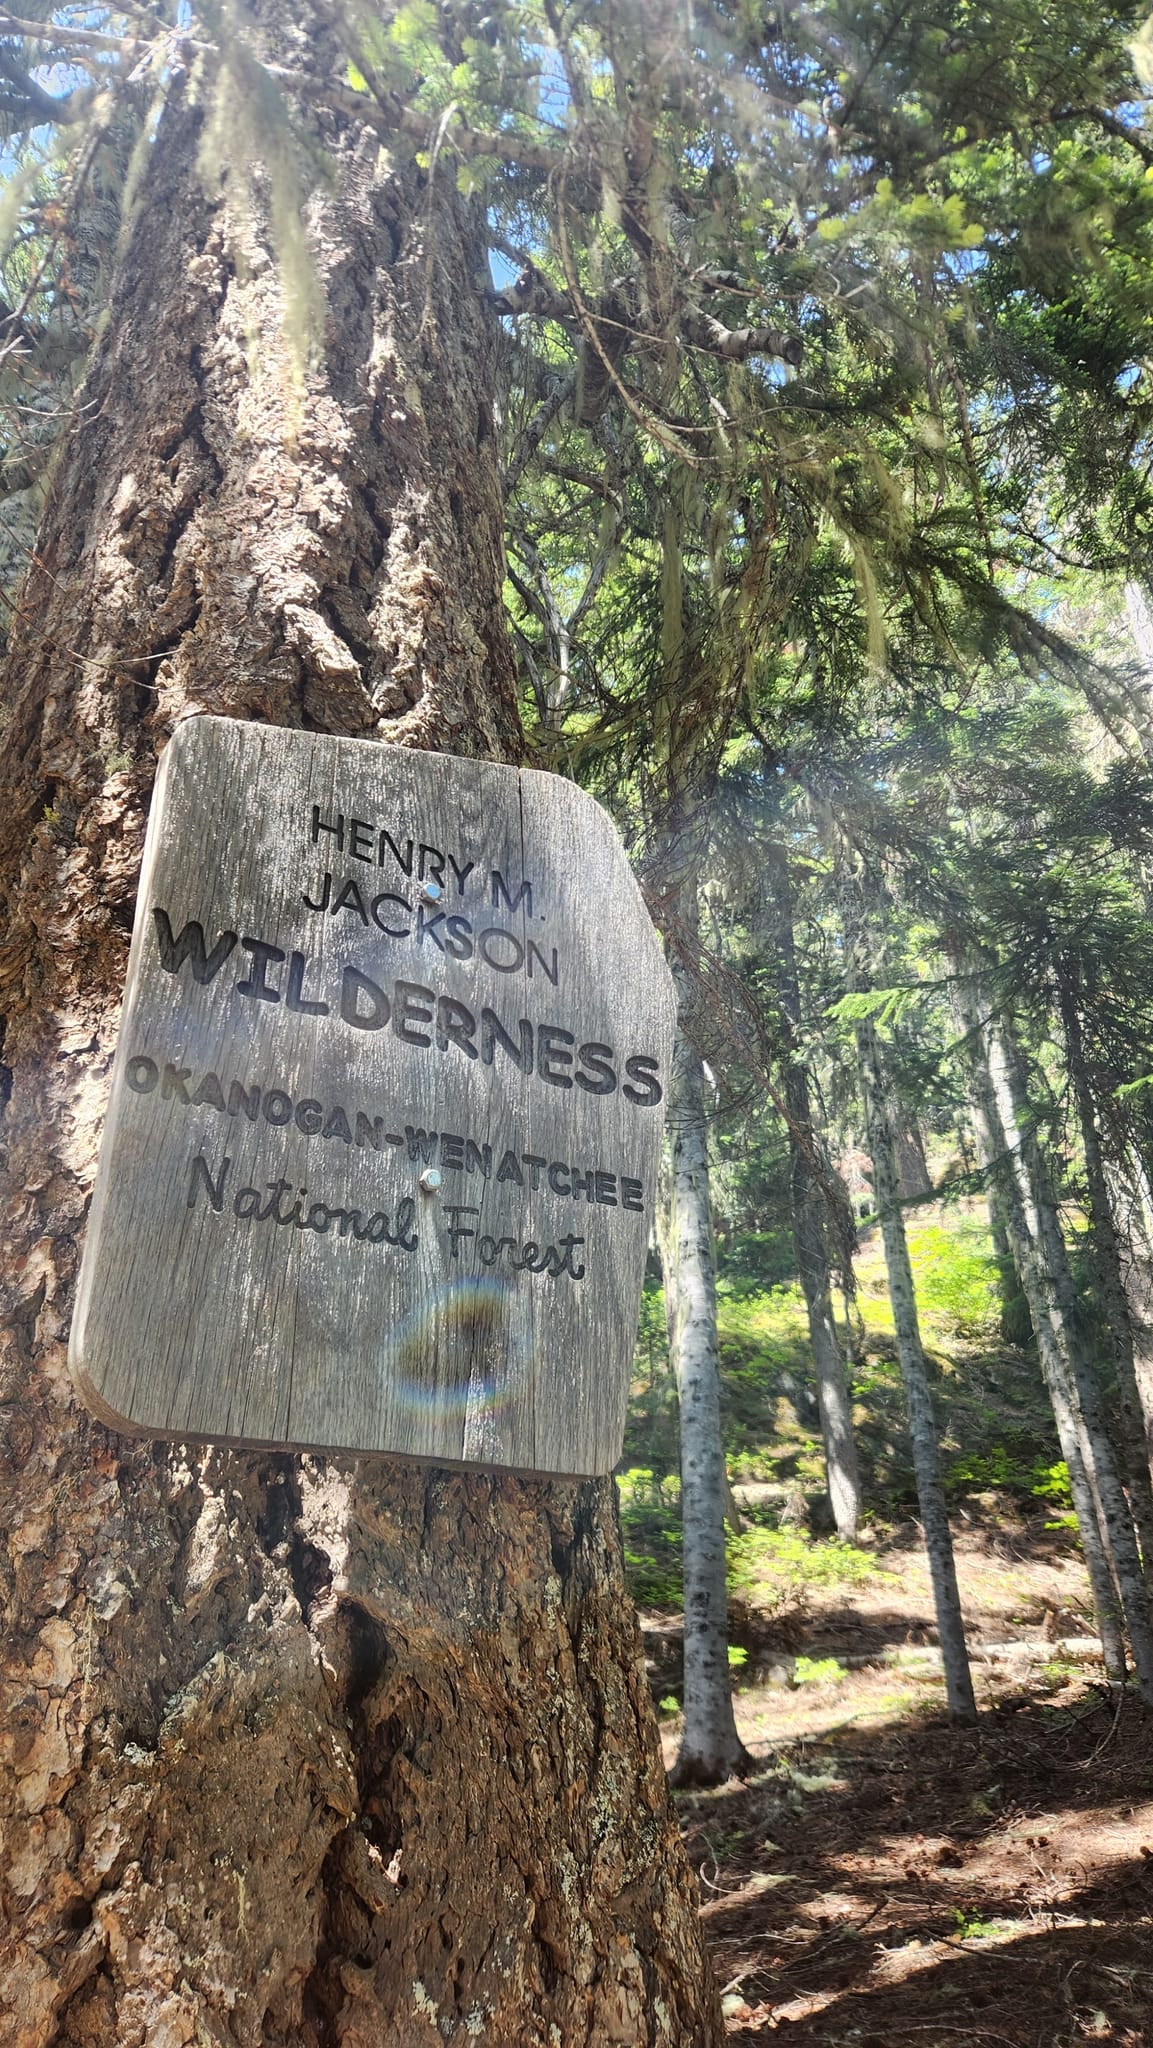 HENRY M.
JACKSON
WILDERNESS
OKANOGAN-WENATCHEE
National Forest